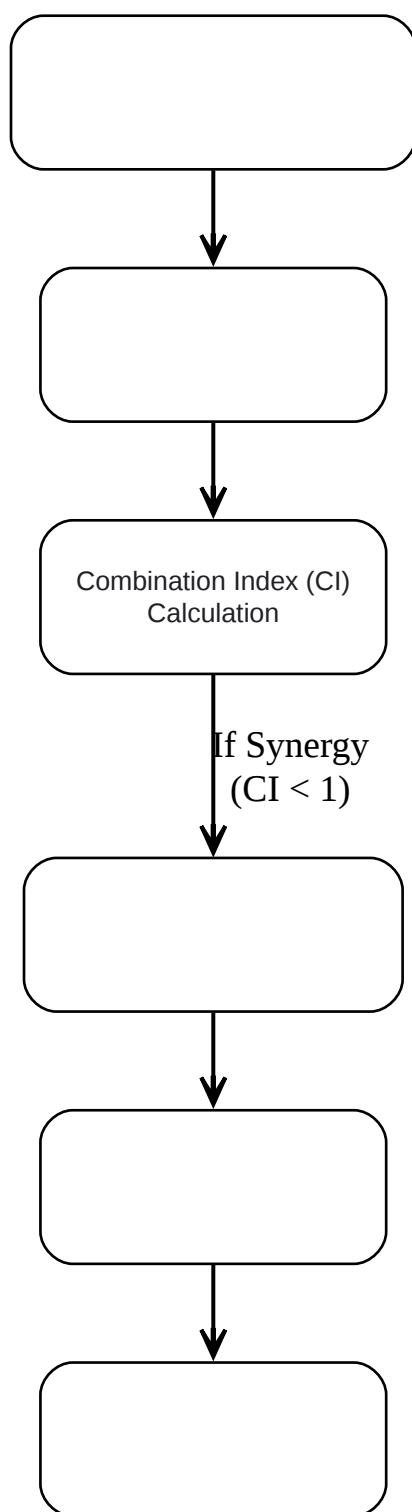 Combination Index (CI)
Calculation
If Synergy
(CI < 1)